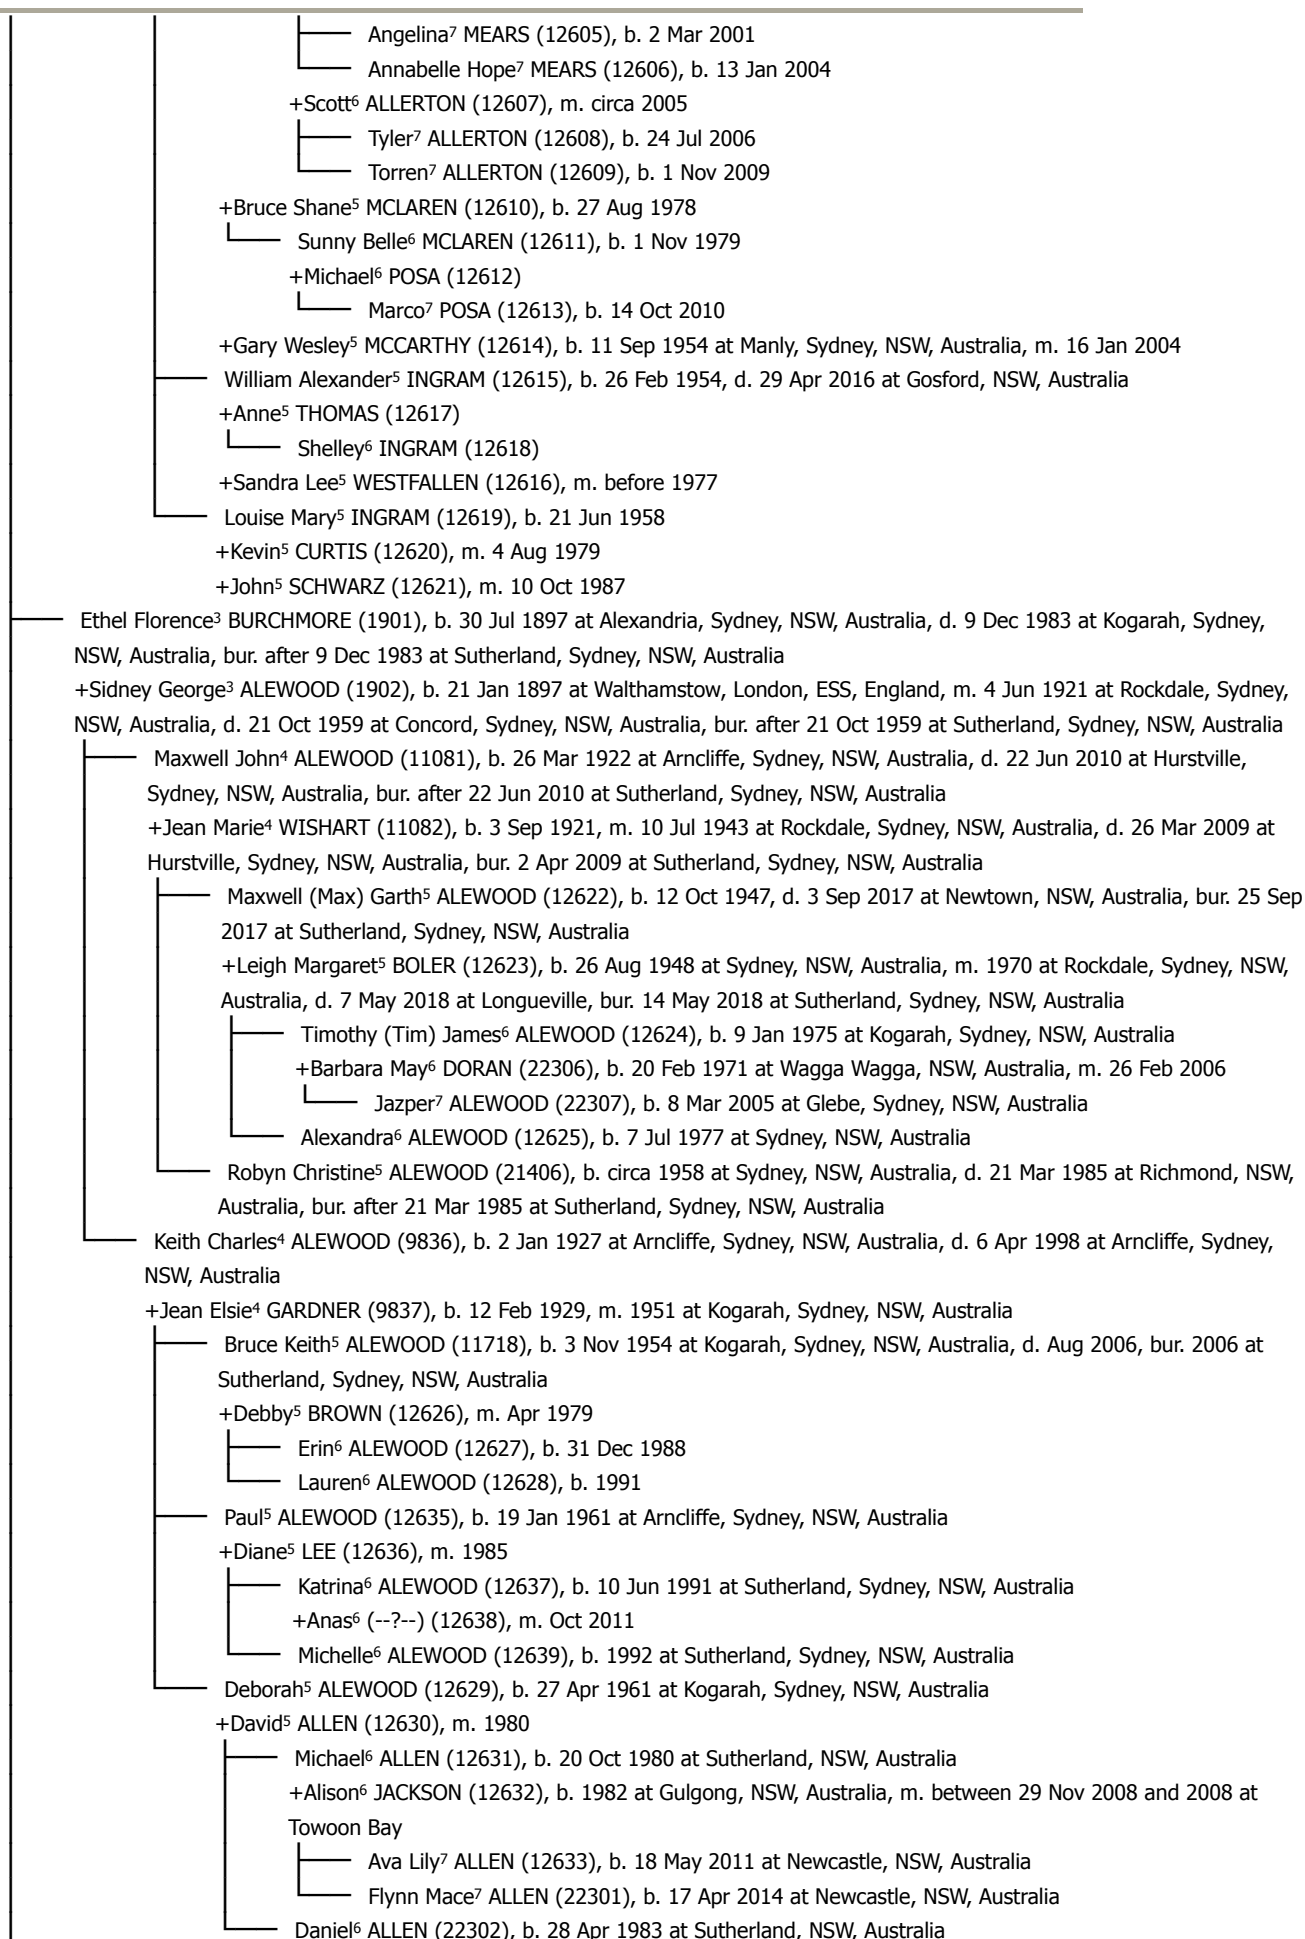 Angelina⁷ MEARS (12605), b. 2 Mar 2001
Annabelle Hope⁷ MEARS (12606), b. 13 Jan 2004
+Scott⁶ ALLERTON (12607), m. circa 2005
Tyler⁷ ALLERTON (12608), b. 24 Jul 2006
Torren⁷ ALLERTON (12609), b. 1 Nov 2009
+Bruce Shane⁵ MCLAREN (12610), b. 27 Aug 1978
Sunny Belle⁶ MCLAREN (12611), b. 1 Nov 1979
+Michael⁶ POSA (12612)
Marco⁷ POSA (12613), b. 14 Oct 2010
+Gary Wesley⁵ MCCARTHY (12614), b. 11 Sep 1954 at Manly, Sydney, NSW, Australia, m. 16 Jan 2004
William Alexander⁵ INGRAM (12615), b. 26 Feb 1954, d. 29 Apr 2016 at Gosford, NSW, Australia
+Anne⁵ THOMAS (12617)
Shelley⁶ INGRAM (12618)
+Sandra Lee⁵ WESTFALLEN (12616), m. before 1977
Louise Mary⁵ INGRAM (12619), b. 21 Jun 1958
+Kevin⁵ CURTIS (12620), m. 4 Aug 1979
+John⁵ SCHWARZ (12621), m. 10 Oct 1987
Ethel Florence³ BURCHMORE (1901), b. 30 Jul 1897 at Alexandria, Sydney, NSW, Australia, d. 9 Dec 1983 at Kogarah, Sydney,
NSW, Australia, bur. after 9 Dec 1983 at Sutherland, Sydney, NSW, Australia
+Sidney George³ ALEWOOD (1902), b. 21 Jan 1897 at Walthamstow, London, ESS, England, m. 4 Jun 1921 at Rockdale, Sydney,
NSW, Australia, d. 21 Oct 1959 at Concord, Sydney, NSW, Australia, bur. after 21 Oct 1959 at Sutherland, Sydney, NSW, Australia
Maxwell John⁴ ALEWOOD (11081), b. 26 Mar 1922 at Arncliffe, Sydney, NSW, Australia, d. 22 Jun 2010 at Hurstville,
Sydney, NSW, Australia, bur. after 22 Jun 2010 at Sutherland, Sydney, NSW, Australia
+Jean Marie⁴ WISHART (11082), b. 3 Sep 1921, m. 10 Jul 1943 at Rockdale, Sydney, NSW, Australia, d. 26 Mar 2009 at
Hurstville, Sydney, NSW, Australia, bur. 2 Apr 2009 at Sutherland, Sydney, NSW, Australia
Maxwell (Max) Garth⁵ ALEWOOD (12622), b. 12 Oct 1947, d. 3 Sep 2017 at Newtown, NSW, Australia, bur. 25 Sep
2017 at Sutherland, Sydney, NSW, Australia
+Leigh Margaret⁵ BOLER (12623), b. 26 Aug 1948 at Sydney, NSW, Australia, m. 1970 at Rockdale, Sydney, NSW,
Australia, d. 7 May 2018 at Longueville, bur. 14 May 2018 at Sutherland, Sydney, NSW, Australia
Timothy (Tim) James⁶ ALEWOOD (12624), b. 9 Jan 1975 at Kogarah, Sydney, NSW, Australia
+Barbara May⁶ DORAN (22306), b. 20 Feb 1971 at Wagga Wagga, NSW, Australia, m. 26 Feb 2006
Jazper⁷ ALEWOOD (22307), b. 8 Mar 2005 at Glebe, Sydney, NSW, Australia
Alexandra⁶ ALEWOOD (12625), b. 7 Jul 1977 at Sydney, NSW, Australia
Robyn Christine⁵ ALEWOOD (21406), b. circa 1958 at Sydney, NSW, Australia, d. 21 Mar 1985 at Richmond, NSW,
Australia, bur. after 21 Mar 1985 at Sutherland, Sydney, NSW, Australia
Keith Charles⁴ ALEWOOD (9836), b. 2 Jan 1927 at Arncliffe, Sydney, NSW, Australia, d. 6 Apr 1998 at Arncliffe, Sydney,
NSW, Australia
+Jean Elsie⁴ GARDNER (9837), b. 12 Feb 1929, m. 1951 at Kogarah, Sydney, NSW, Australia
Bruce Keith⁵ ALEWOOD (11718), b. 3 Nov 1954 at Kogarah, Sydney, NSW, Australia, d. Aug 2006, bur. 2006 at
Sutherland, Sydney, NSW, Australia
+Debby⁵ BROWN (12626), m. Apr 1979
Erin⁶ ALEWOOD (12627), b. 31 Dec 1988
Lauren⁶ ALEWOOD (12628), b. 1991
Paul⁵ ALEWOOD (12635), b. 19 Jan 1961 at Arncliffe, Sydney, NSW, Australia
+Diane⁵ LEE (12636), m. 1985
Katrina⁶ ALEWOOD (12637), b. 10 Jun 1991 at Sutherland, Sydney, NSW, Australia
+Anas⁶ (--?--) (12638), m. Oct 2011
Michelle⁶ ALEWOOD (12639), b. 1992 at Sutherland, Sydney, NSW, Australia
Deborah⁵ ALEWOOD (12629), b. 27 Apr 1961 at Kogarah, Sydney, NSW, Australia
+David⁵ ALLEN (12630), m. 1980
Michael⁶ ALLEN (12631), b. 20 Oct 1980 at Sutherland, NSW, Australia
+Alison⁶ JACKSON (12632), b. 1982 at Gulgong, NSW, Australia, m. between 29 Nov 2008 and 2008 at
Towoon Bay
Ava Lily⁷ ALLEN (12633), b. 18 May 2011 at Newcastle, NSW, Australia
Flynn Mace⁷ ALLEN (22301), b. 17 Apr 2014 at Newcastle, NSW, Australia
Daniel⁶ ALLEN (22302), b. 28 Apr 1983 at Sutherland, NSW, Australia